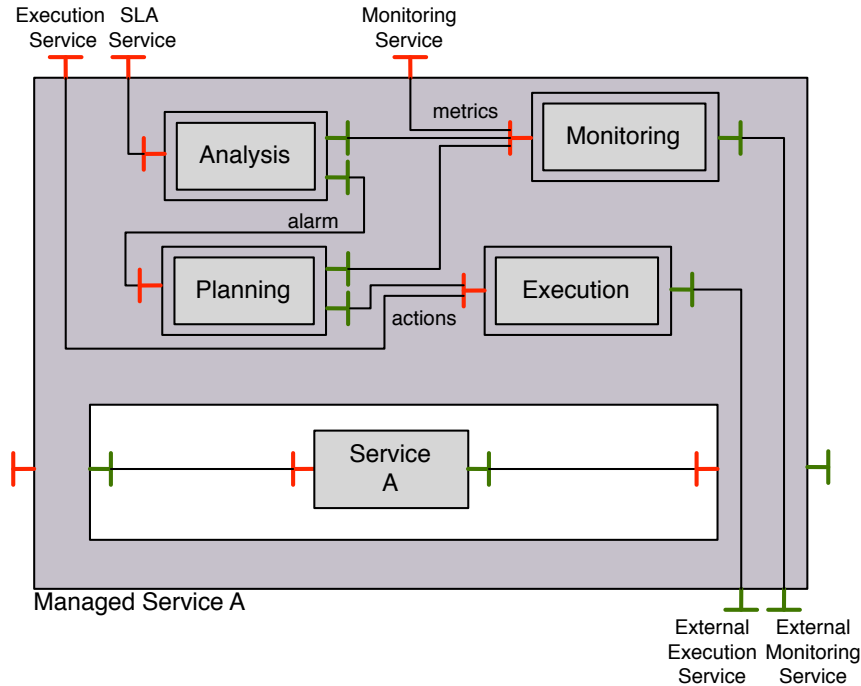 Execution
Service
SLA
Service
Monitoring
Service
metrics
Analysis
Monitoring
alarm
Planning
Execution
actions
Service
A
Managed Service A
External
Execution
Service
External
Monitoring
Service